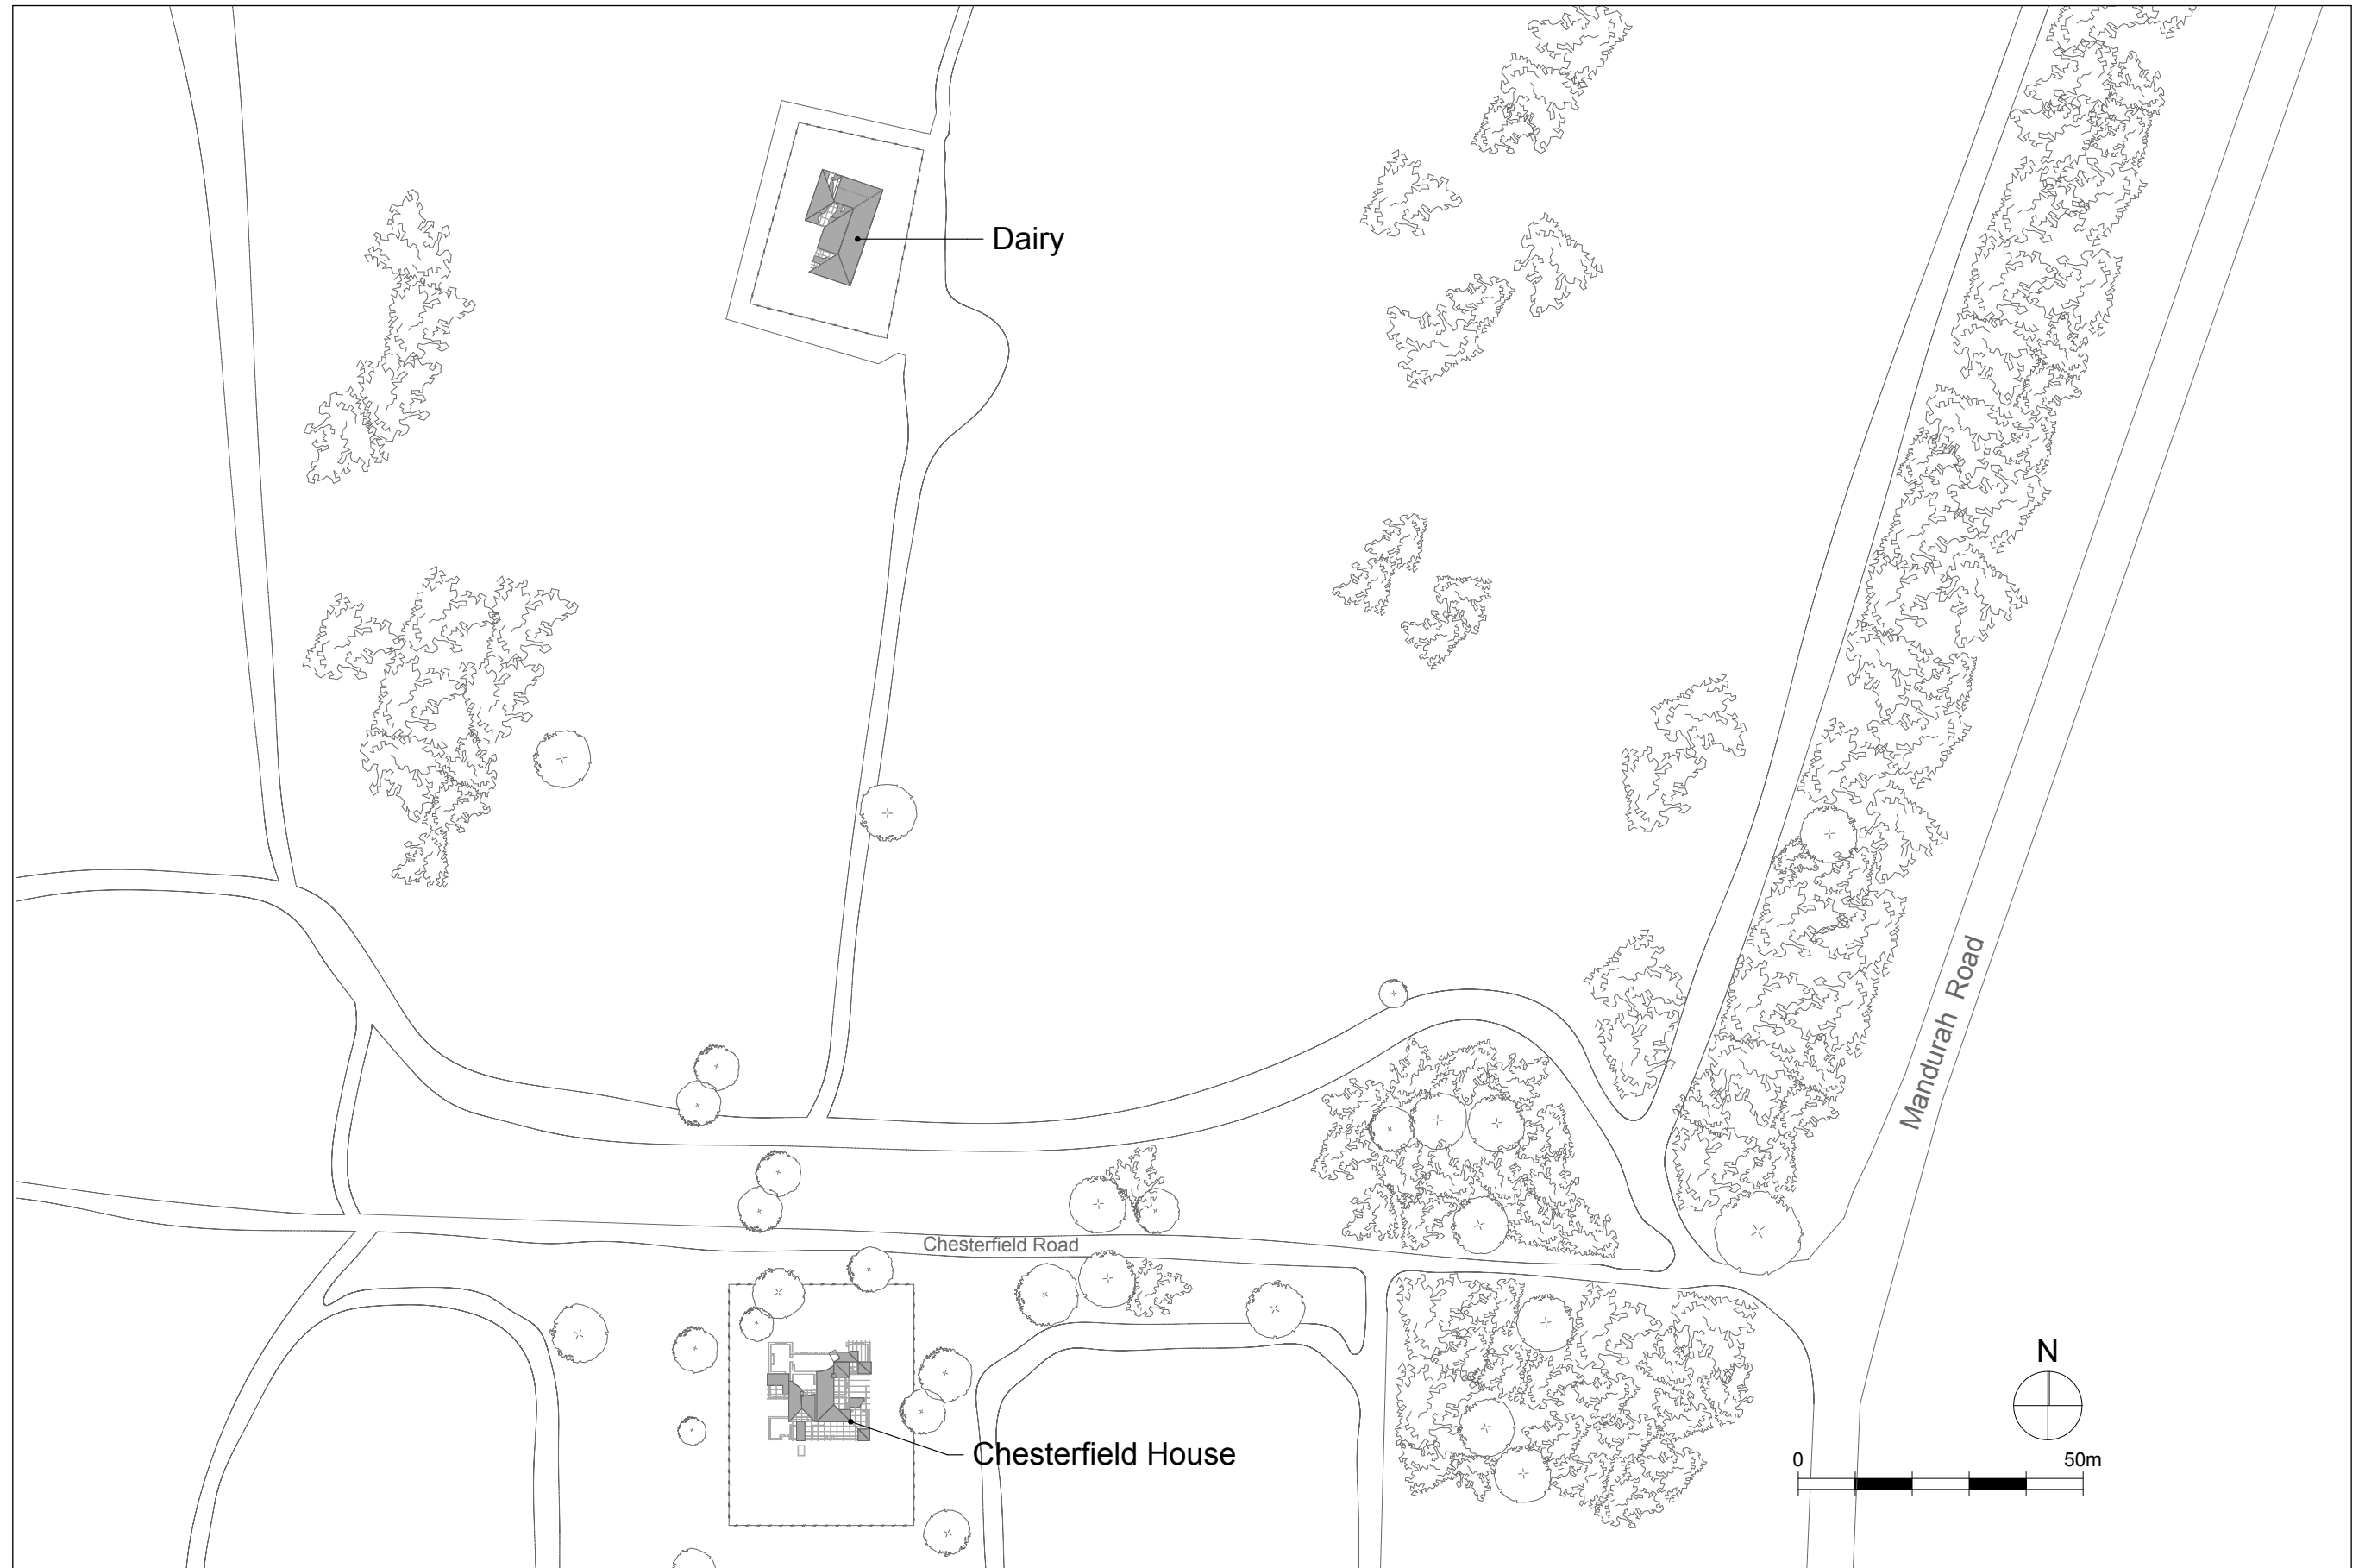 Dairy
Mandurah Road
Chesterfield Road
N
Chesterfield House
0
50m